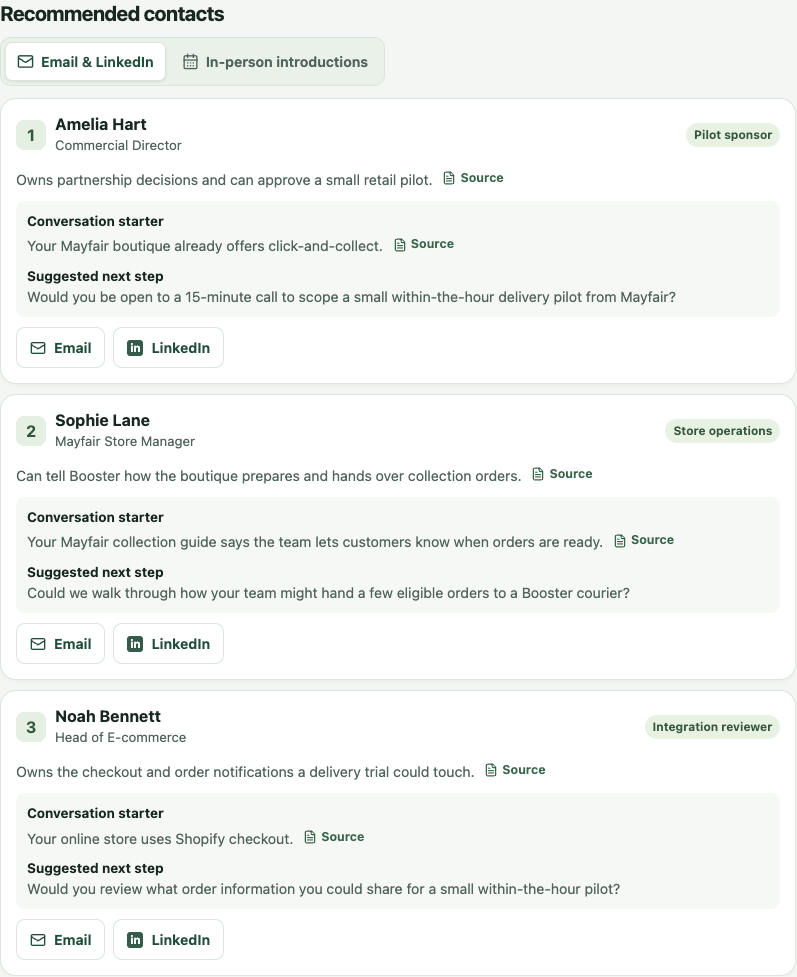 Recommended contacts
Email & LinkedIn
In-person introductions
1
Amelia Hart
Commercial Director
Pilot sponsor
Owns partnership decisions and can approve a small retail pilot. Source
Conversation starter
Your Mayfair boutique already offers click-and-collect. Source
Suggested next step
Would you be open to a 15-minute call to scope a small within-the-hour delivery pilot from Mayfair?
Email
LinkedIn
2
Sophie Lane
Mayfair Store Manager
Store operations
Can tell Booster how the boutique prepares and hands over collection orders. Source
Conversation starter
Your Mayfair collection guide says the team lets customers know when orders are ready. Source
Suggested next step
Could we walk through how your team might hand a few eligible orders to a Booster courier?
Email
LinkedIn
3
Noah Bennett
Head of E-commerce
Integration reviewer
Owns the checkout and order notifications a delivery trial could touch. Source
Conversation starter
Your online store uses Shopify checkout. Source
Suggested next step
Would you review what order information you could share for a small within-the-hour pilot?
Email
LinkedIn